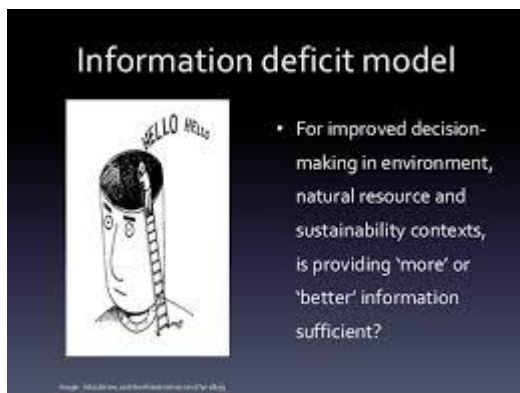 Information deficit model
HELLO HELLO
• For improved decision-
making in environment,
natural resource and
sustainability contexts,
is providing 'more' or
'better' information
sufficient?